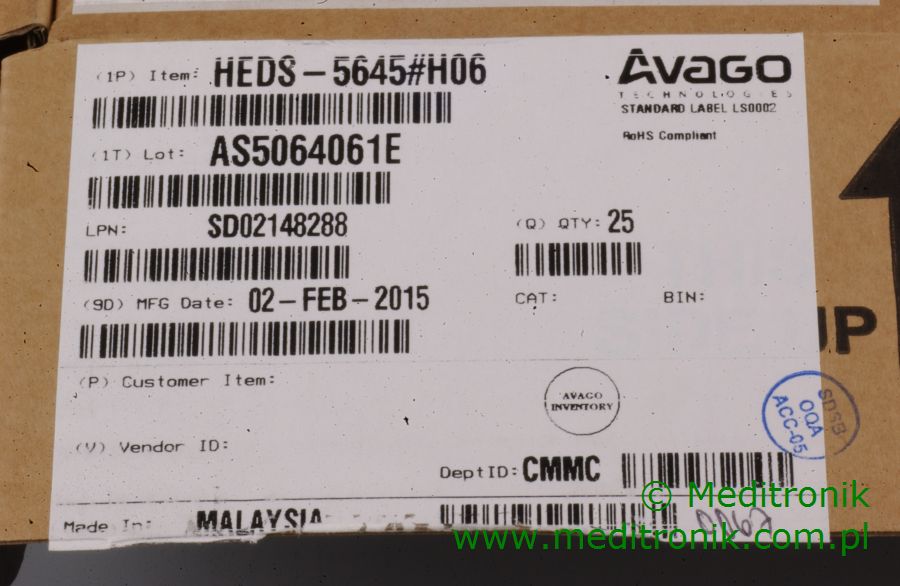 (1P) Item: HEDS-5645#H06
AVAGO
TECHNOLOGIES
STANDARD LABEL LS0002
RoHS Compliant
(1T) Lot: AS5064061E
LPN: SD02148288
(Q) QTY: 25
(9D) MFG Date: 02-FEB-2015
CAT:
BIN:
UP
(P) Customer Item:
AVAGO
INVENTORY
SDSB
OQA
ACC-05
(V) Vendor ID:
DeptID: CMMC
Made In: MALAYSIA
© Meditronik
www.meditronik.com.pl